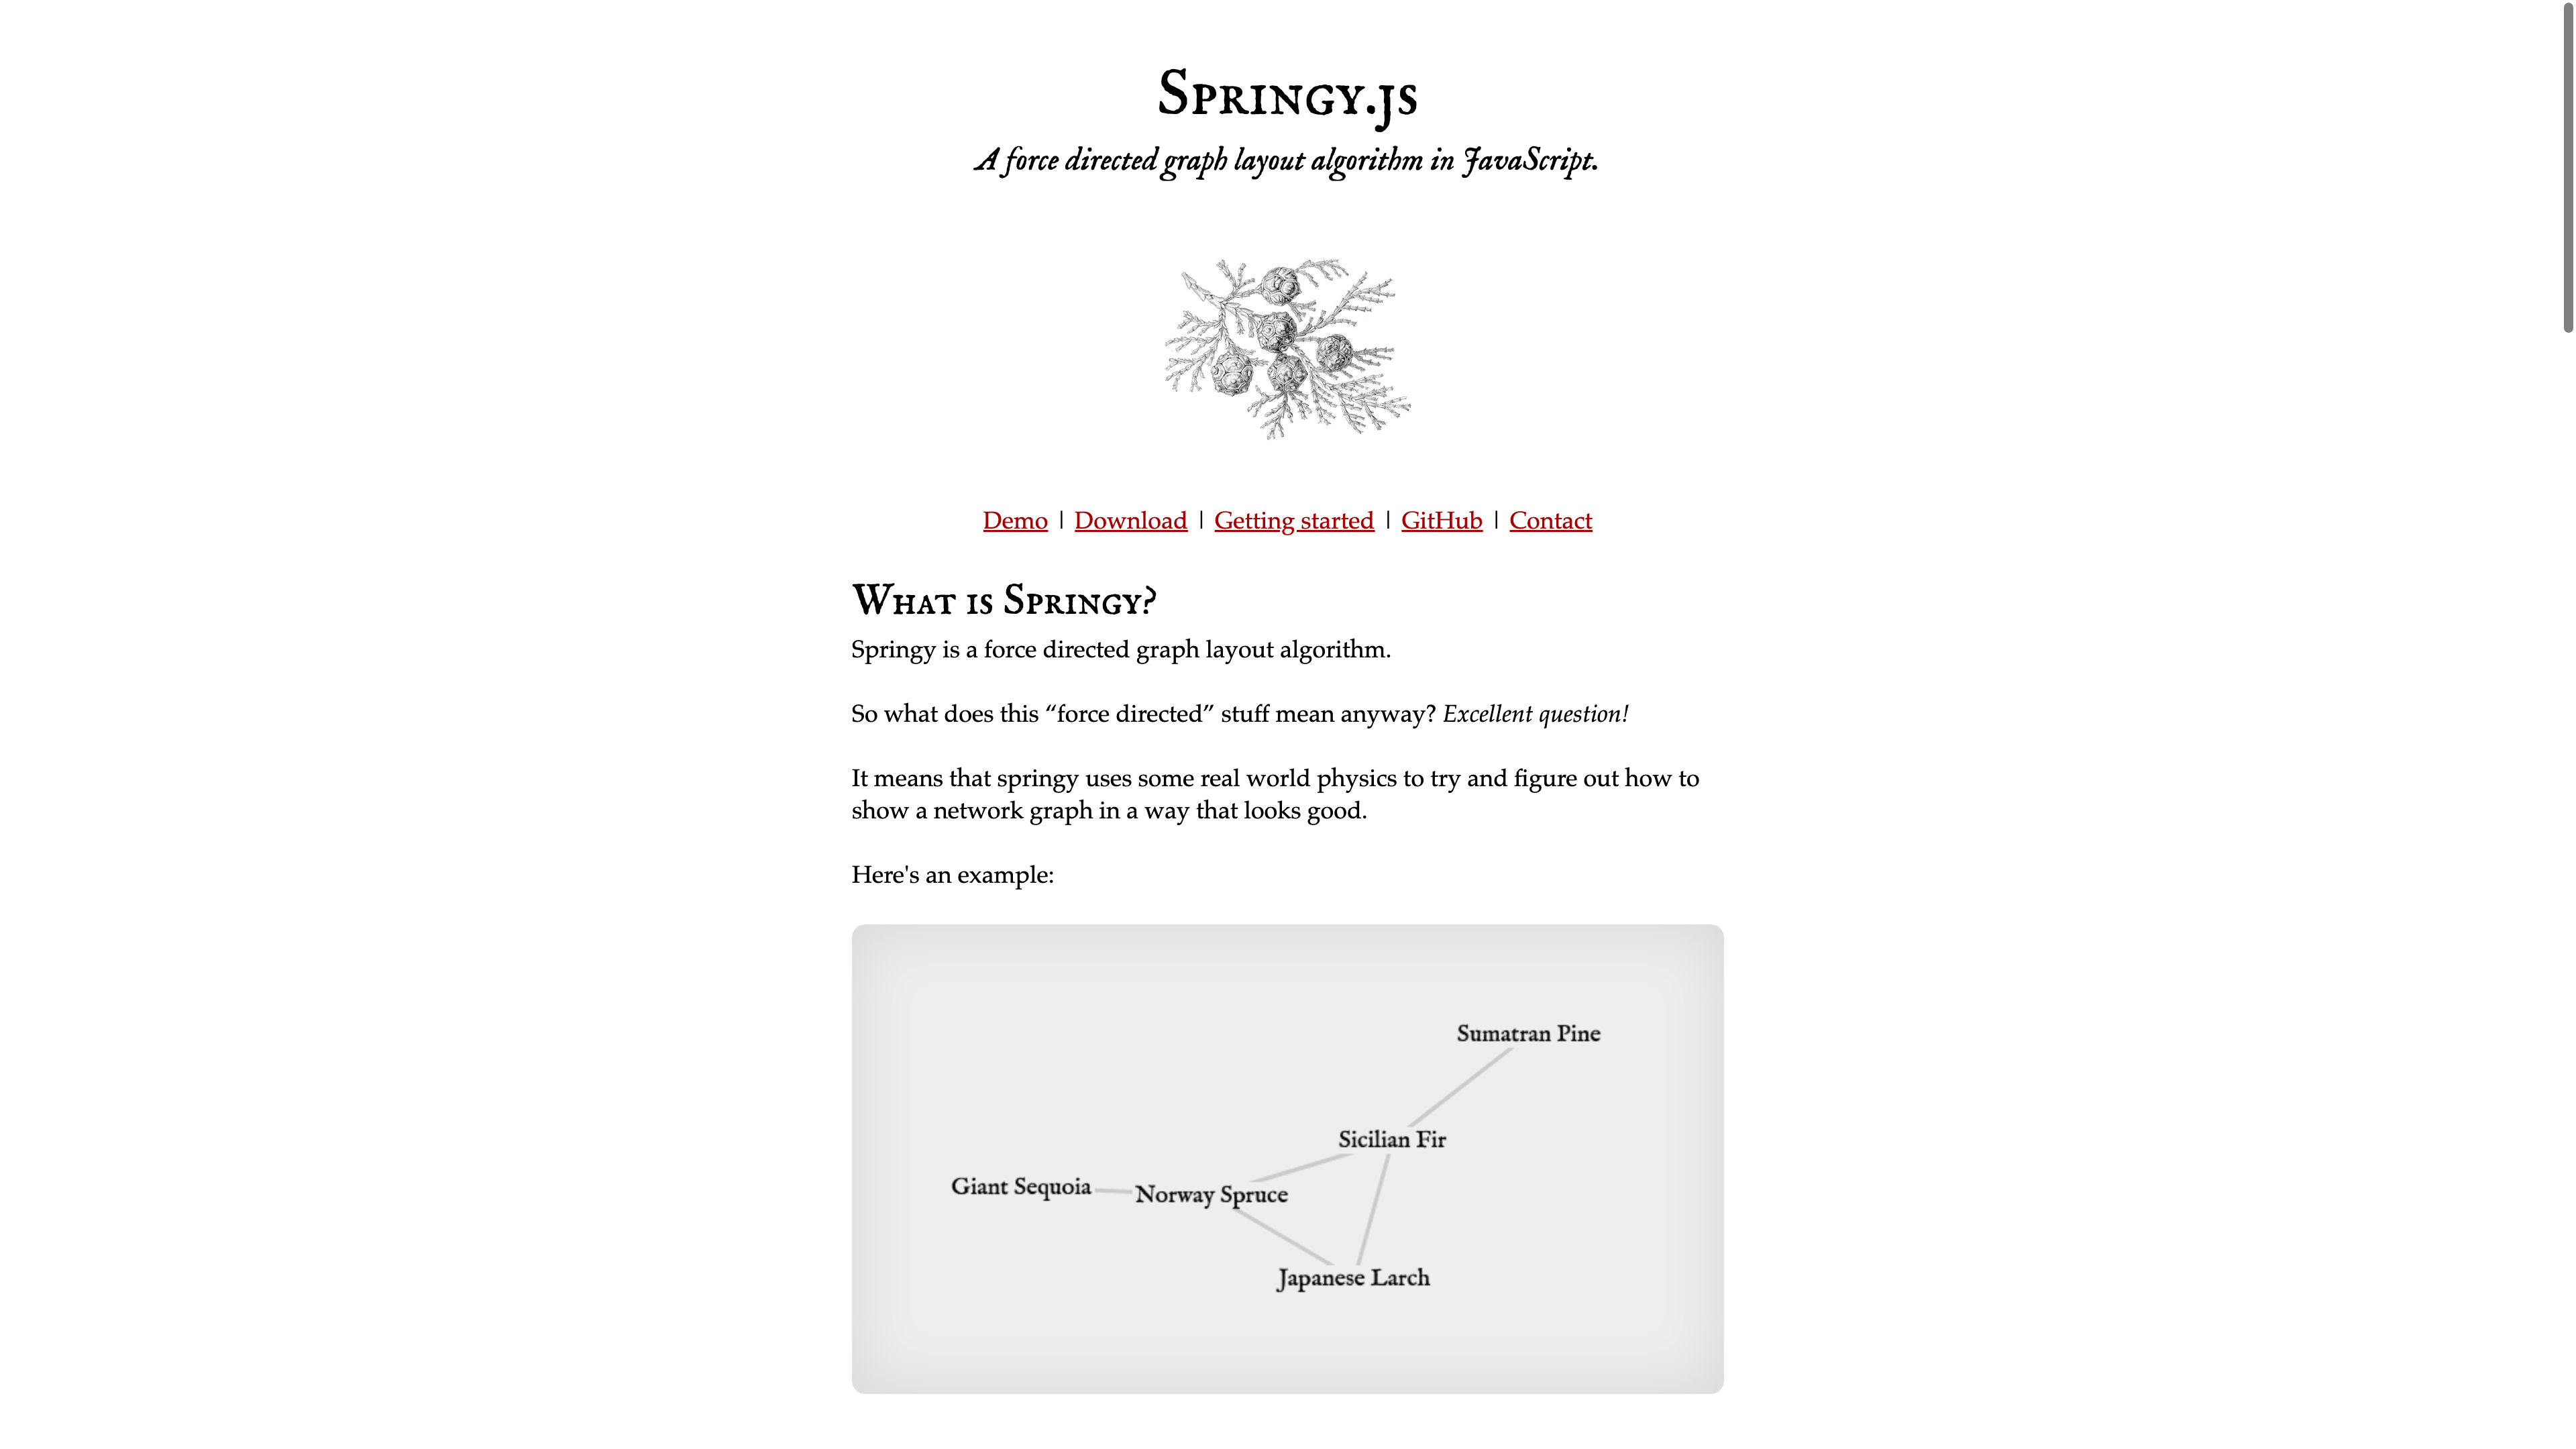 Springy.js
A force directed graph layout algorithm in JavaScript.
Demo | Download | Getting started | GitHub | Contact
What is Springy?
Springy is a force directed graph layout algorithm.
So what does this “force directed” stuff mean anyway? Excellent question!
It means that springy uses some real world physics to try and figure out how to
show a network graph in a way that looks good.
Here's an example:
Sumatran Pine
Sicilian Fir
Giant Sequoia
Norway Spruce
Japanese Larch